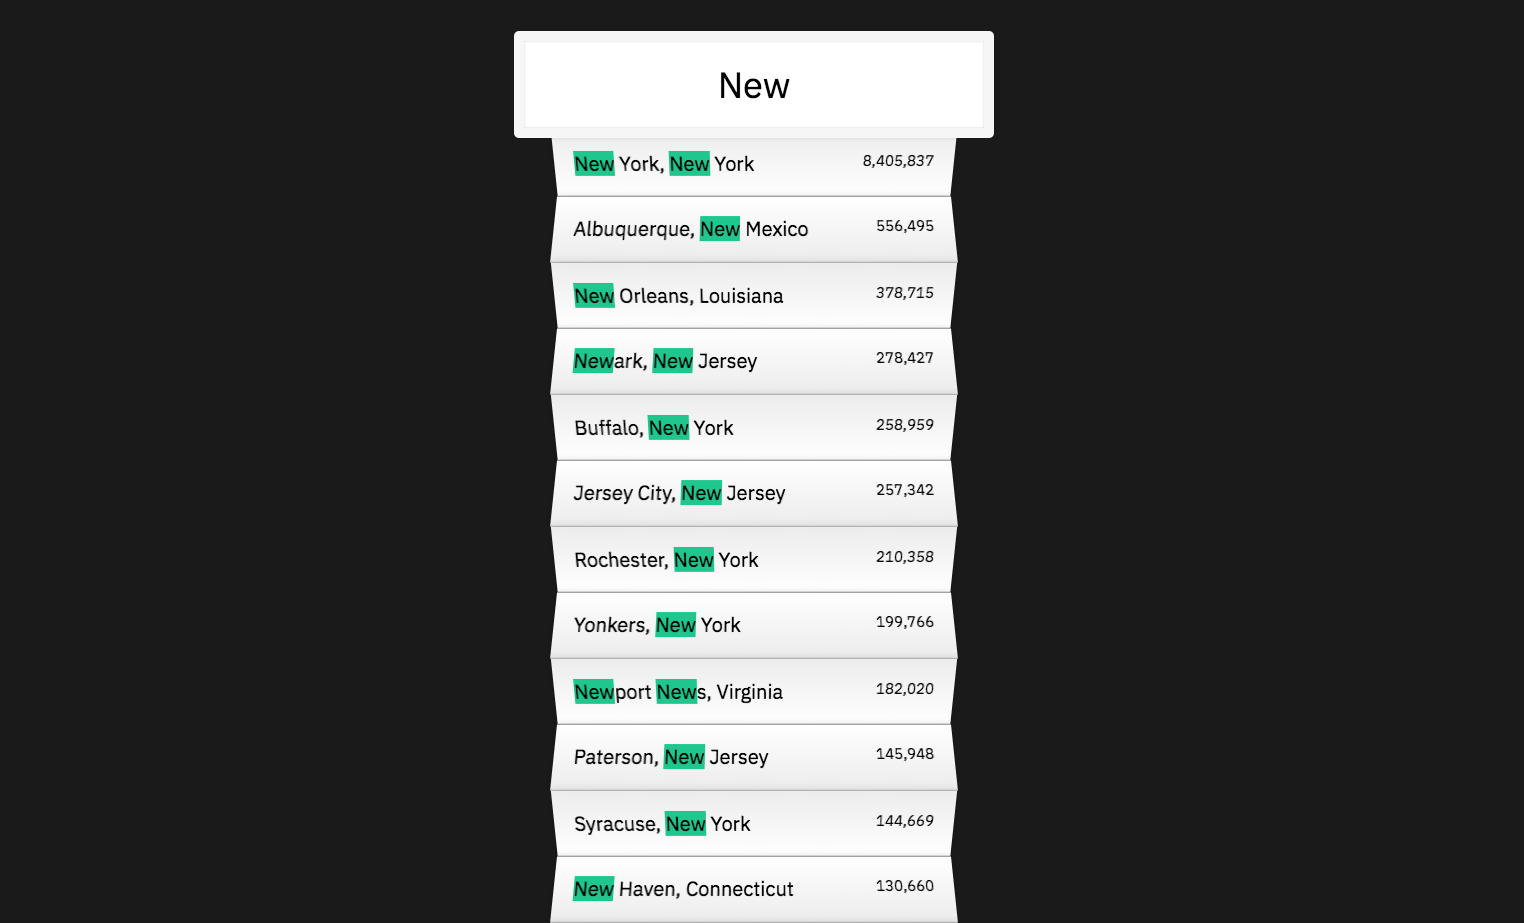 New
New York, New York 8,405,837
Albuquerque, New Mexico 556,495
New Orleans, Louisiana 378,715
Newark, New Jersey 278,427
Buffalo, New York 258,959
Jersey City, New Jersey 257,342
Rochester, New York 210,358
Yonkers, New York 199,766
Newport News, Virginia 182,020
Paterson, New Jersey 145,948
Syracuse, New York 144,669
New Haven, Connecticut 130,660